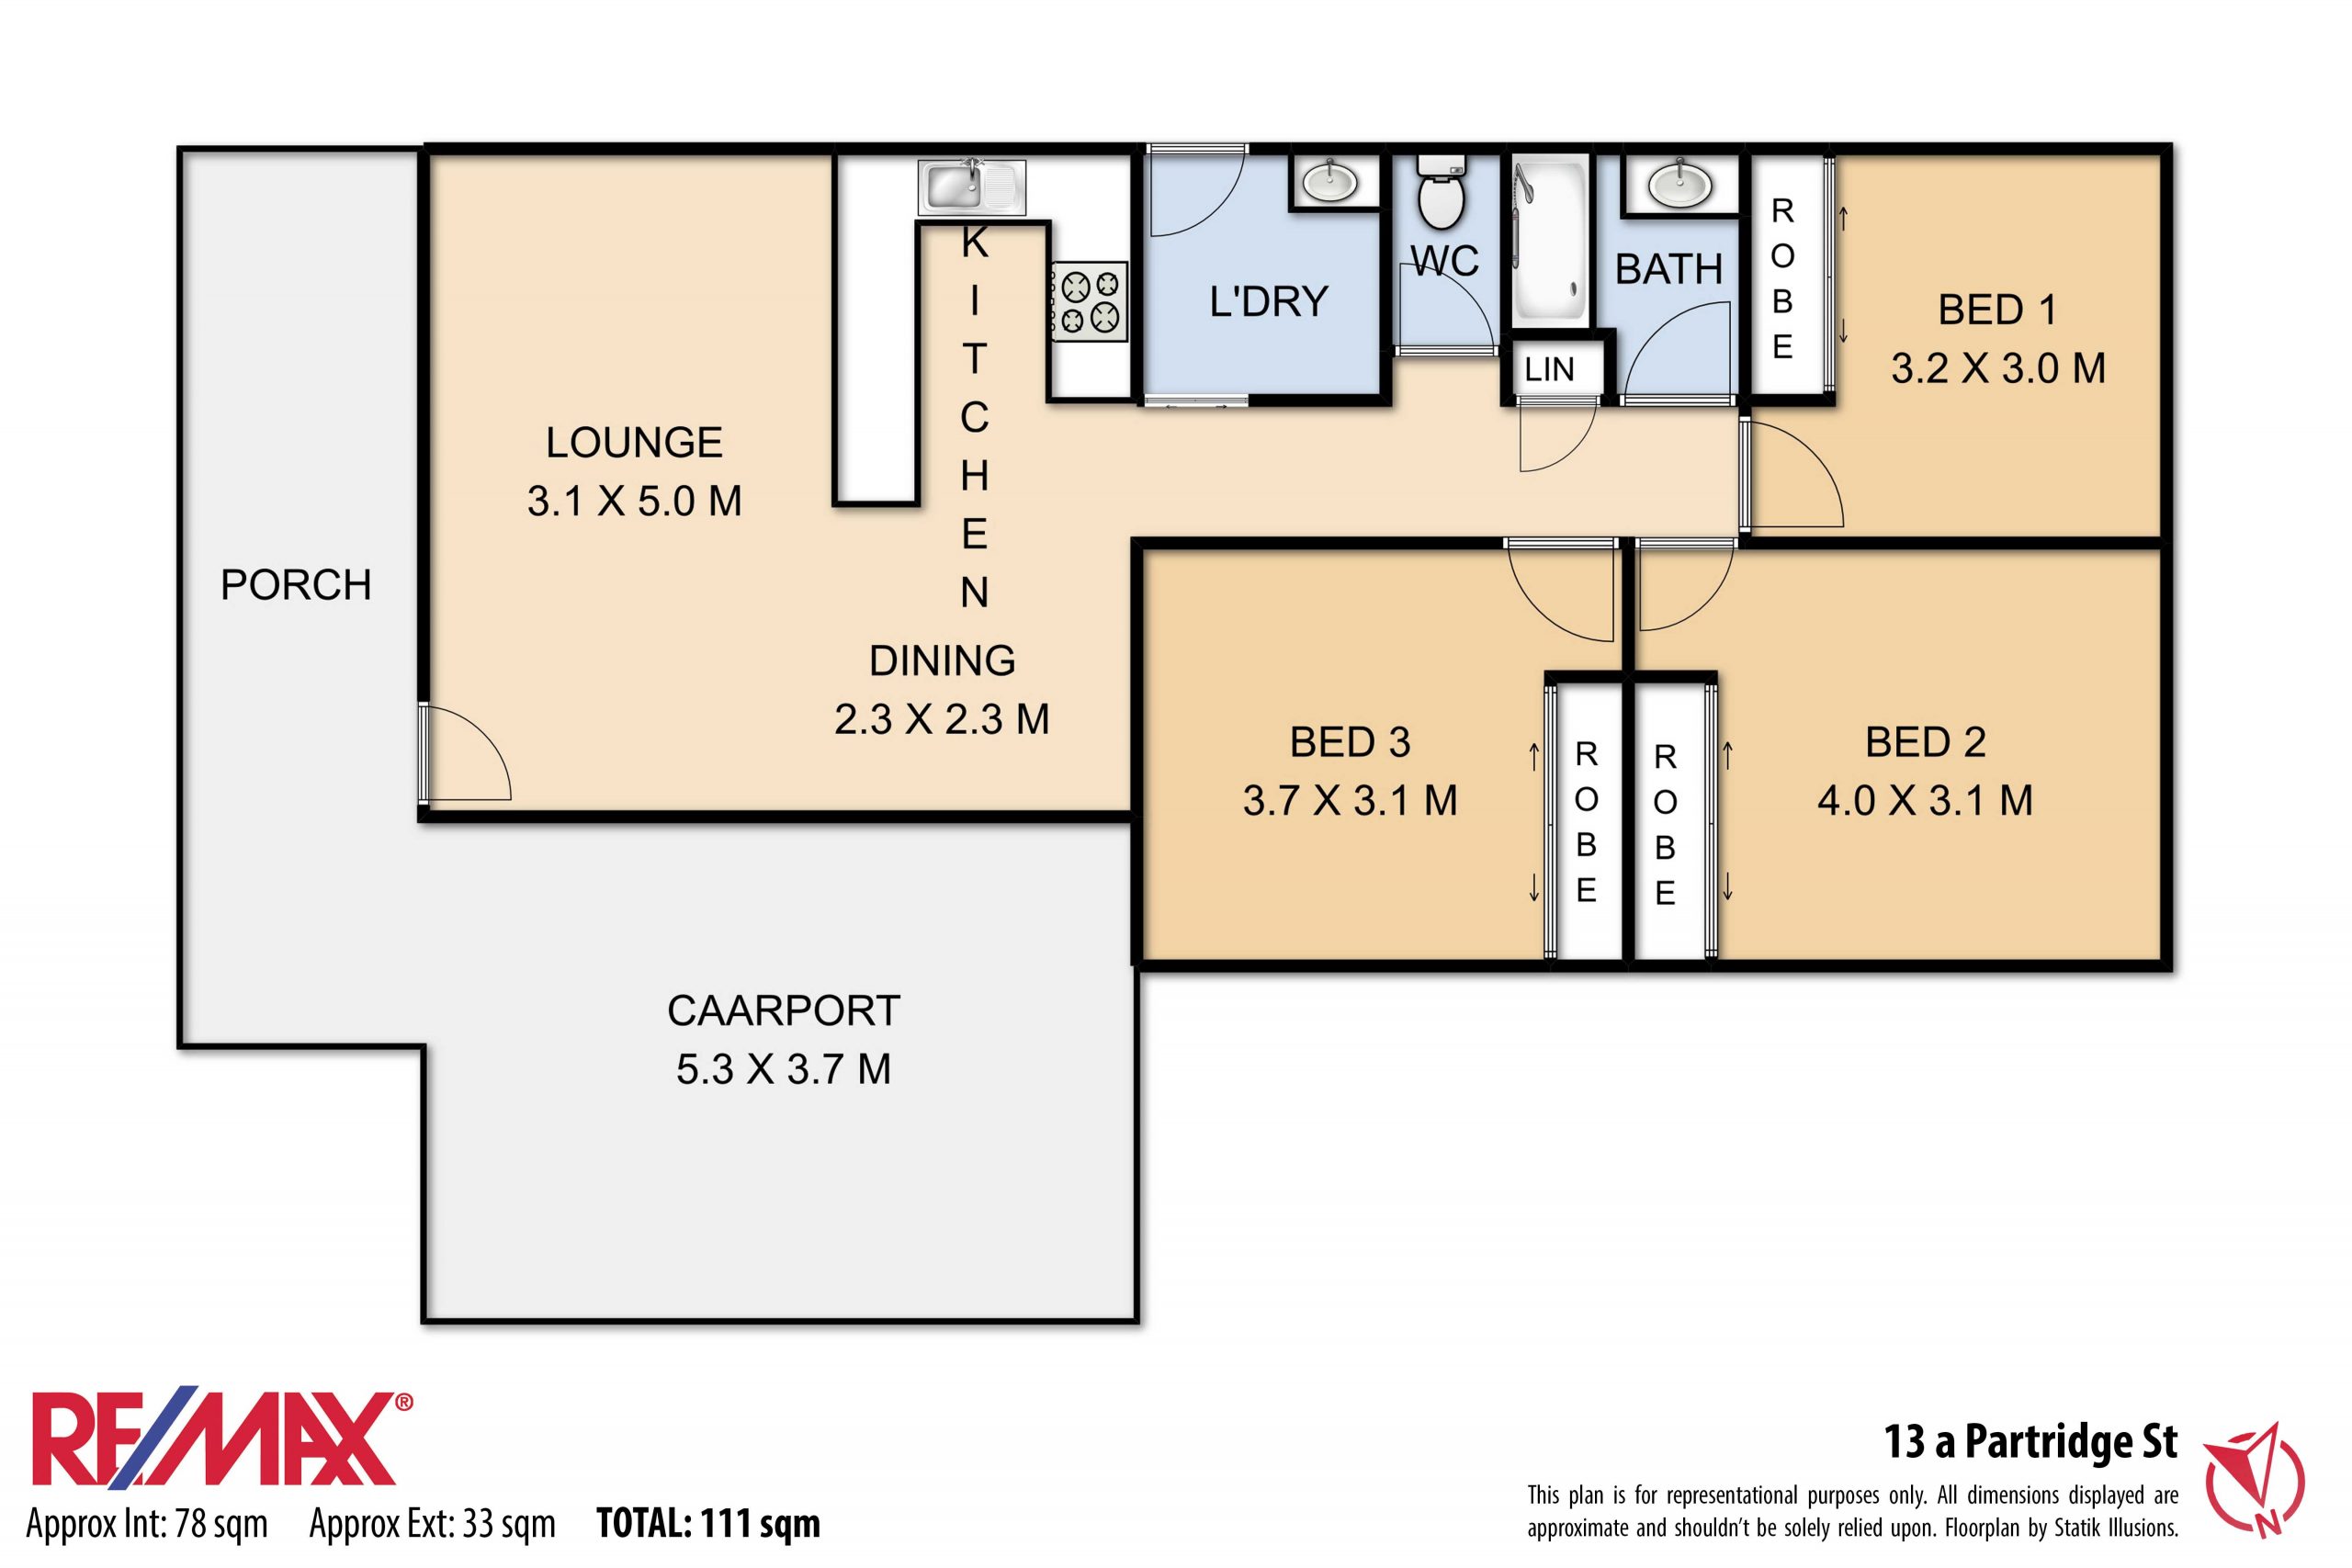 PORCH
LOUNGE
3.1 X 5.0 M
KITCHEN
DINING
2.3 X 2.3 M
L'DRY
WC
LIN
BATH
ROBE
BED 1
3.2 X 3.0 M
BED 3
3.7 X 3.1 M
ROBE
ROBE
BED 2
4.0 X 3.1 M
CAARPORT
5.3 X 3.7 M
RE/MAX®
Approx Int: 78 sqm Approx Ext: 33 sqm TOTAL: 111 sqm
13 a Partridge St
This plan is for representational purposes only. All dimensions displayed are
approximate and shouldn't be solely relied upon. Floorplan by Statik Illusions.
N